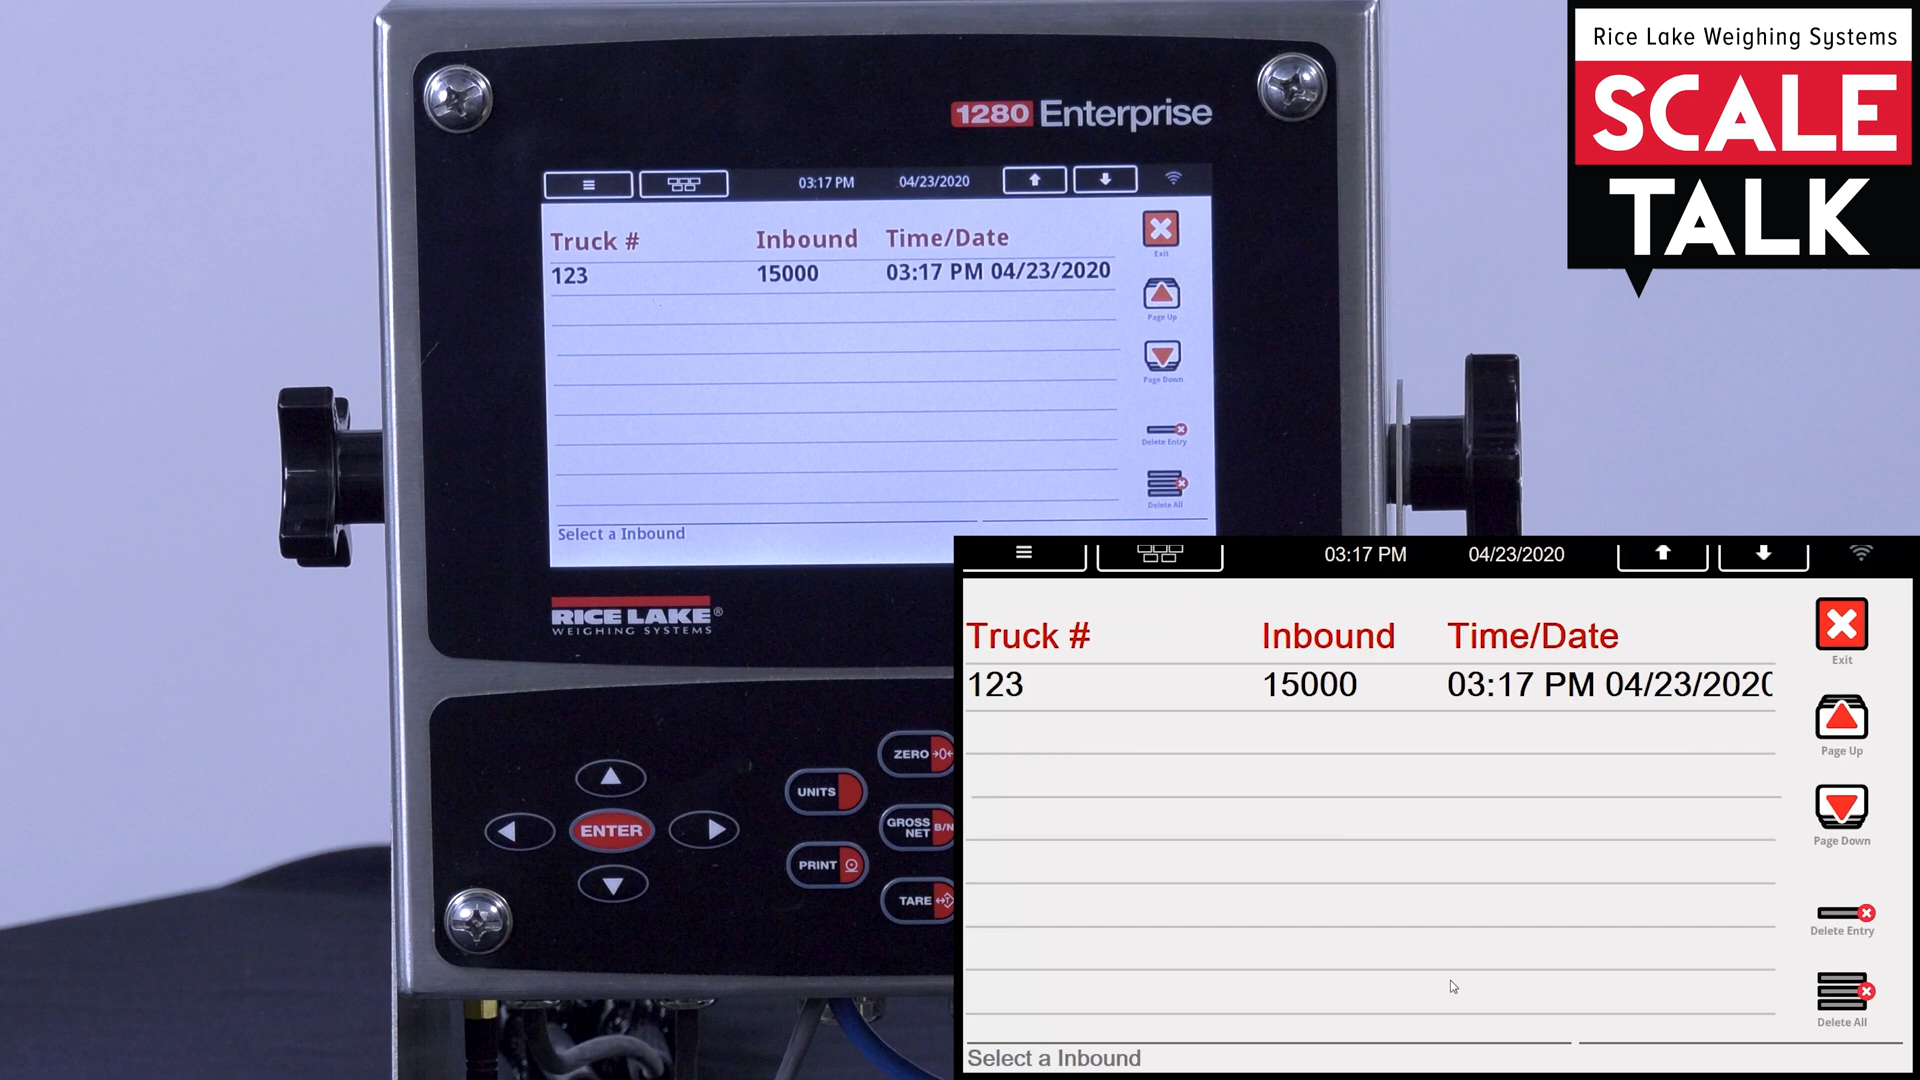 Rice Lake Weighing Systems
SCALE
TALK
1280 Enterprise
03:17 PM 04/23/2020
Truck # Inbound Time/Date
123 15000 03:17 PM 04/23/2020
Exit
Page Up
Page Down
Delete Entry
Delete All
Select a Inbound
RICE LAKE®
WEIGHING SYSTEMS
ZERO →0←
UNITS
ENTER
GROSS
NET B/N
PRINT
TARE
03:17 PM 04/23/2020
Truck # Inbound Time/Date
123 15000 03:17 PM 04/23/2020
Exit
Page Up
Page Down
Delete Entry
Delete All
Select a Inbound